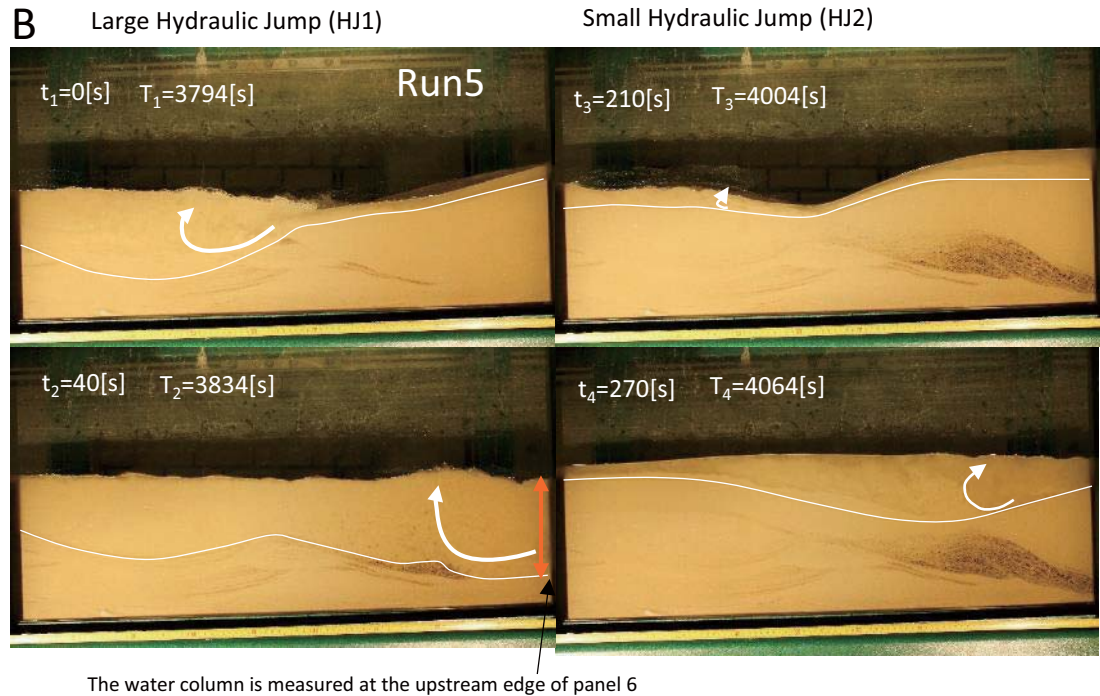 B
Large Hydraulic Jump (HJ1)
Small Hydraulic Jump (HJ2)
t1=0[s] T1=3794[s]
Run5
t3=210[s] T3=4004[s]
t2=40[s] T2=3834[s]
t4=270[s] T4=4064[s]
The water column is measured at the upstream edge of panel 6